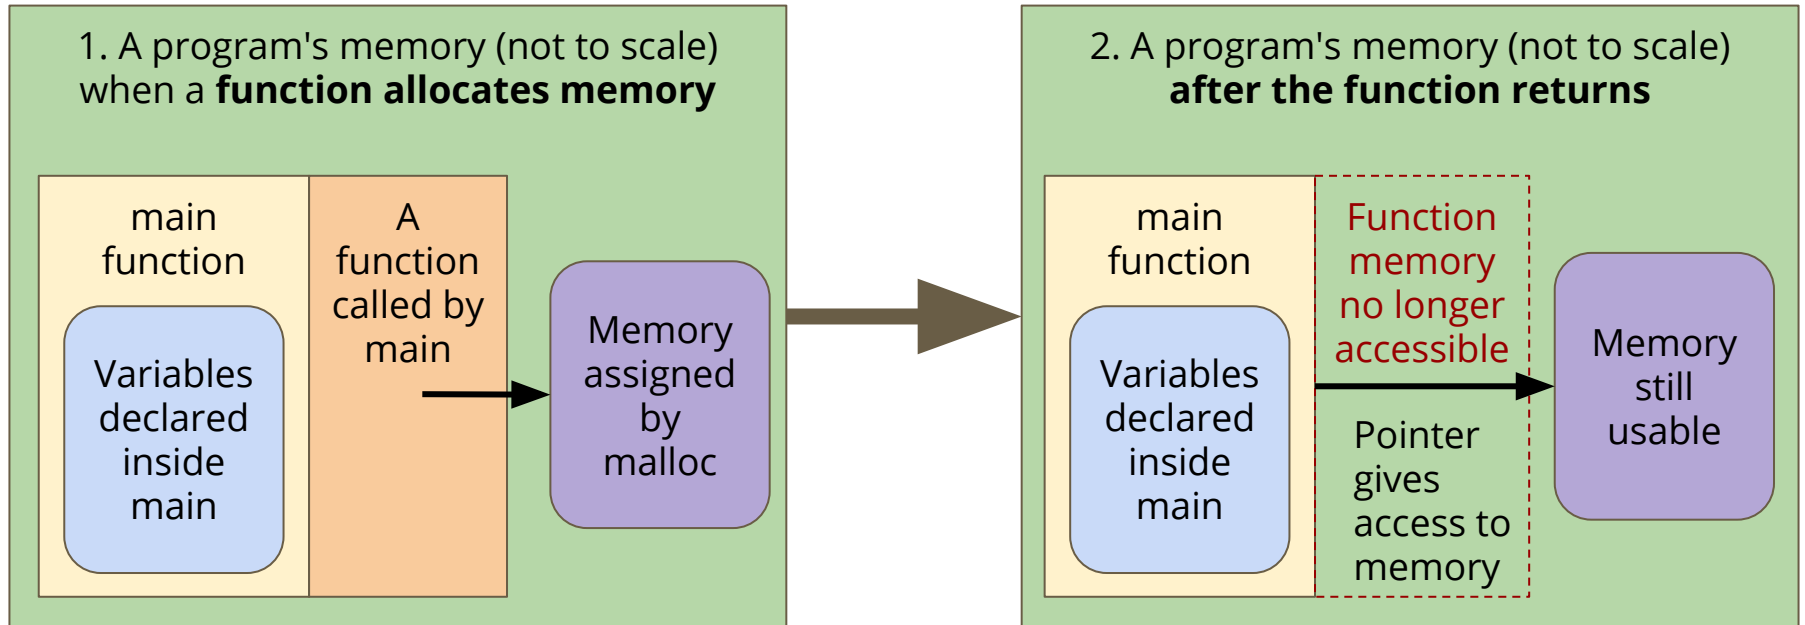 1. A program's memory (not to scale)
when a function allocates memory
main
function
Variables
declared
inside
main
A
function
called by
main
Memory
assigned
by
malloc
2. A program's memory (not to scale)
after the function returns
main
function
Variables
declared
inside
main
Function
memory
no longer
accessible
Pointer
gives
access to
memory
Memory
still
usable